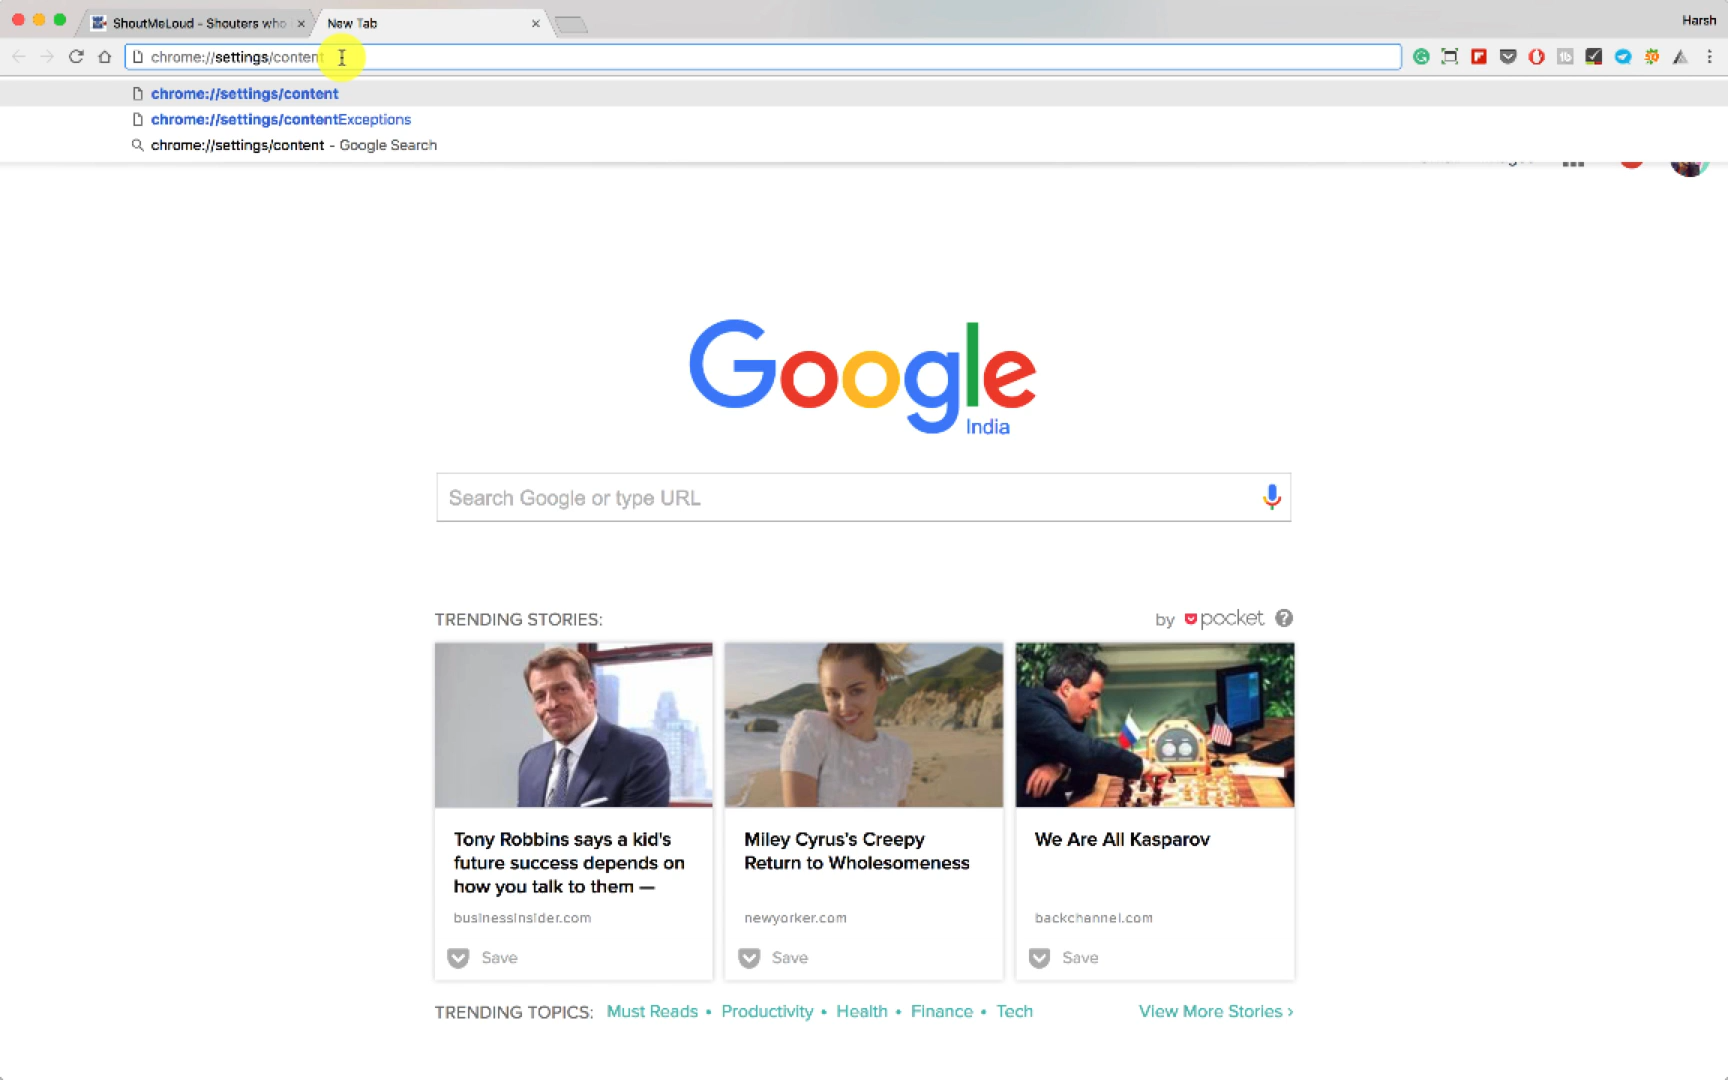 ShoutMeLoud - Shouters who
New Tab
Harsh
chrome://settings/content
chrome://settings/content
chrome://settings/contentExceptions
chrome://settings/content - Google Search
Google
India
Search Google or type URL
TRENDING STORIES:
by pocket ?
Tony Robbins says a kid's
future success depends on
how you talk to them —
businessinsider.com
Save
Miley Cyrus's Creepy
Return to Wholesomeness
newyorker.com
Save
We Are All Kasparov
backchannel.com
Save
TRENDING TOPICS: Must Reads • Productivity • Health • Finance • Tech
View More Stories ›